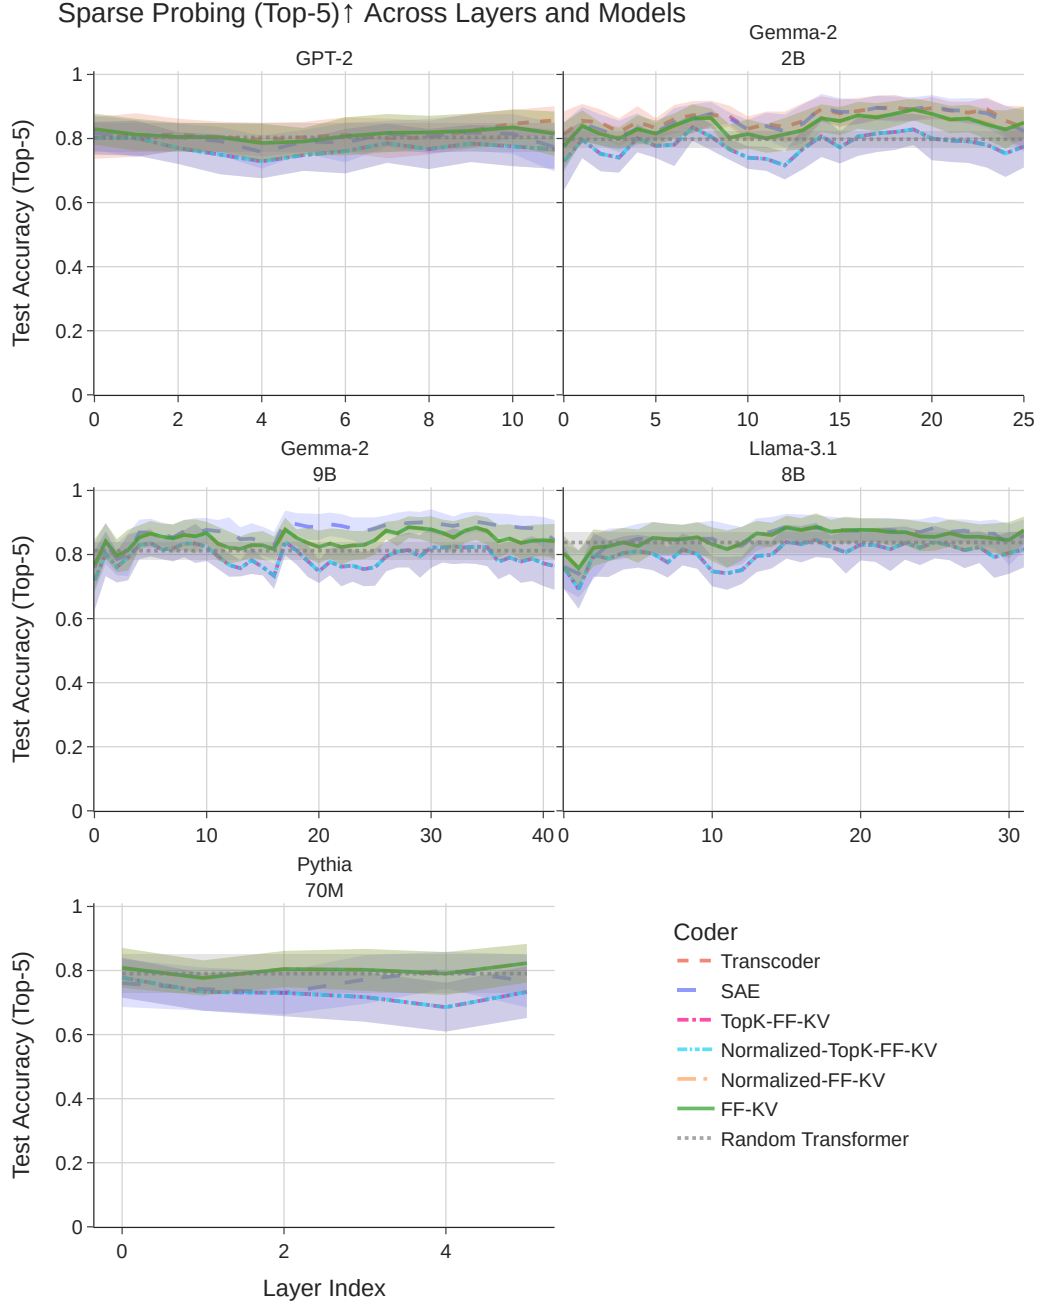 Sparse Probing (Top-5)↑ Across Layers and Models
GPT-2
Gemma-2
2B
Test Accuracy (Top-5)
1
0.8
0.6
0.4
0.2
0
0 2 4 6 8 10
0 5 10 15 20 25
Gemma-2
9B
Llama-3.1
8B
Test Accuracy (Top-5)
1
0.8
0.6
0.4
0.2
0
0 10 20 30 40
0 10 20 30
Pythia
70M
Test Accuracy (Top-5)
1
0.8
0.6
0.4
0.2
0
0 2 4
Layer Index
Coder
Transcoder
SAE
TopK-FF-KV
Normalized-TopK-FF-KV
Normalized-FF-KV
FF-KV
Random Transformer